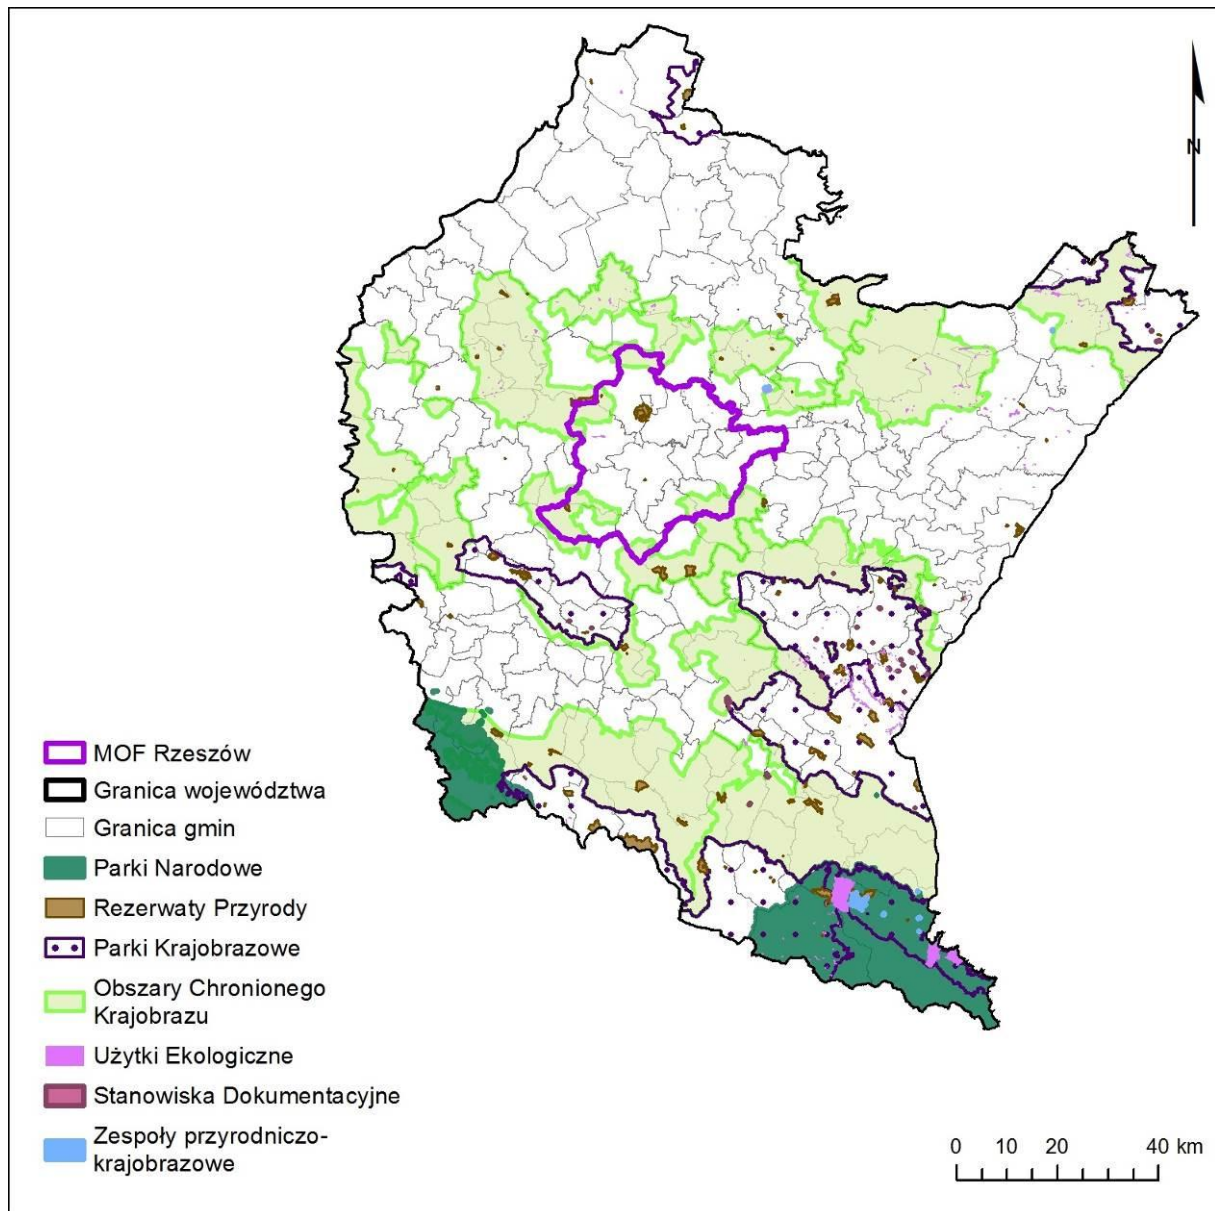 N
MOF Rzeszów
Granica województwa
Granica gmin
Parki Narodowe
Rezerwaty Przyrody
Parki Krajobrazowe
Obszary Chronionego
Krajobrazu
Użytki Ekologiczne
Stanowiska Dokumentacyjne
Zespoły przyrodniczo-
krajobrazowe
0 10 20 40 km